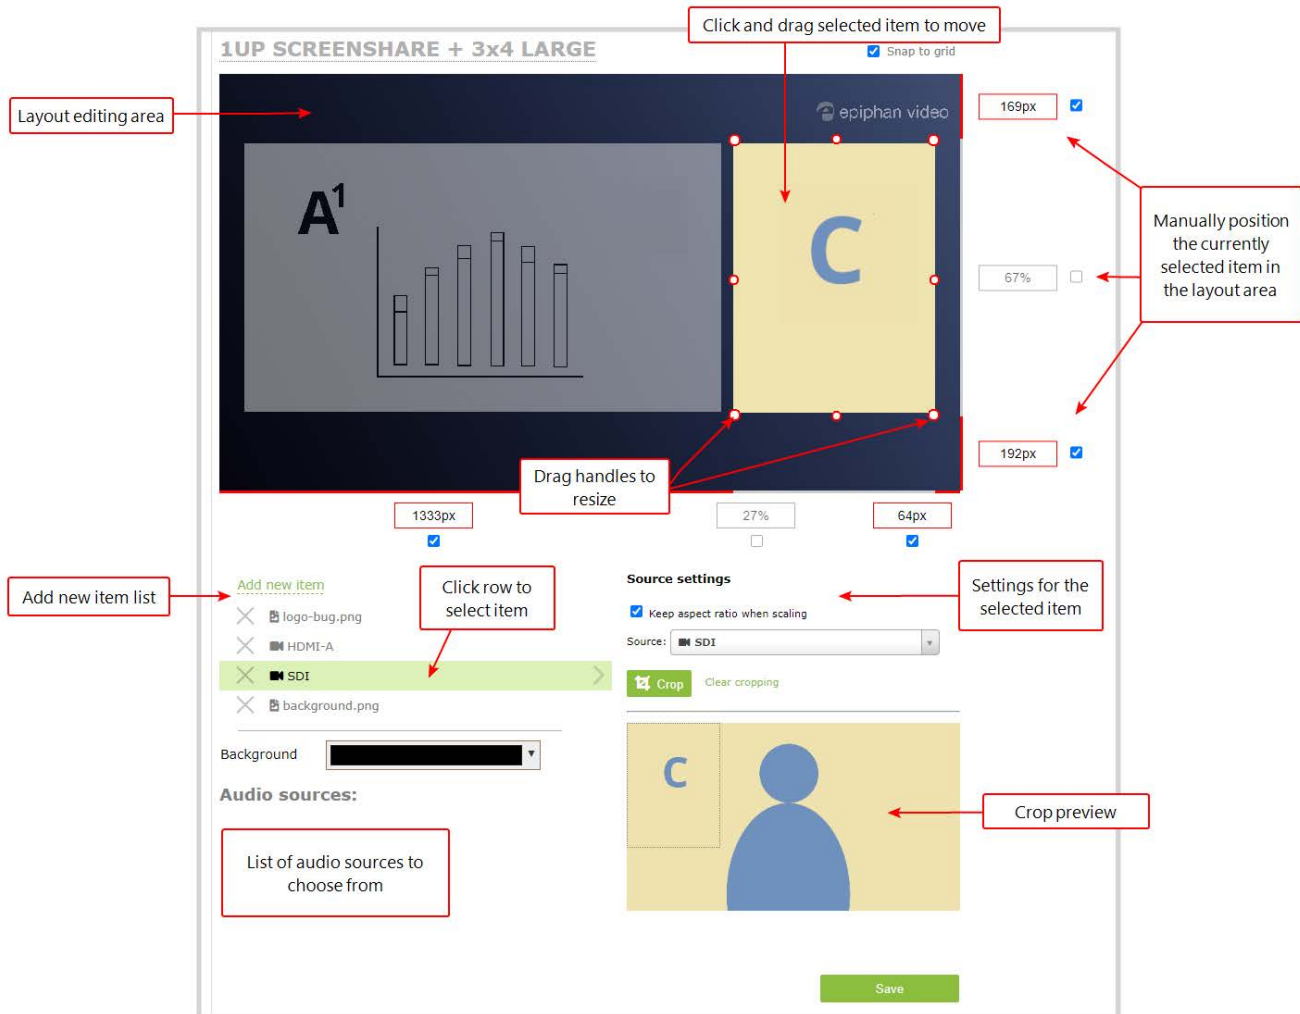 Click and drag selected item to move
1UP SCREENSHARE + 3x4 LARGE
Snap to grid
Layout editing area
epiphan video
169px
A1
C
Manually position
the currently
selected item in
the layout area
67%
192px
Drag handles to
resize
1333px
27%
64px
Add new item list
Add new item
Click row to
select item
logo-bug.png
HDMI-A
SDI
background.png
Background
Audio sources:
List of audio sources to
choose from
Source settings
Keep aspect ratio when scaling
Source: SDI
Crop Clear cropping
Settings for the
selected item
C
Crop preview
Save